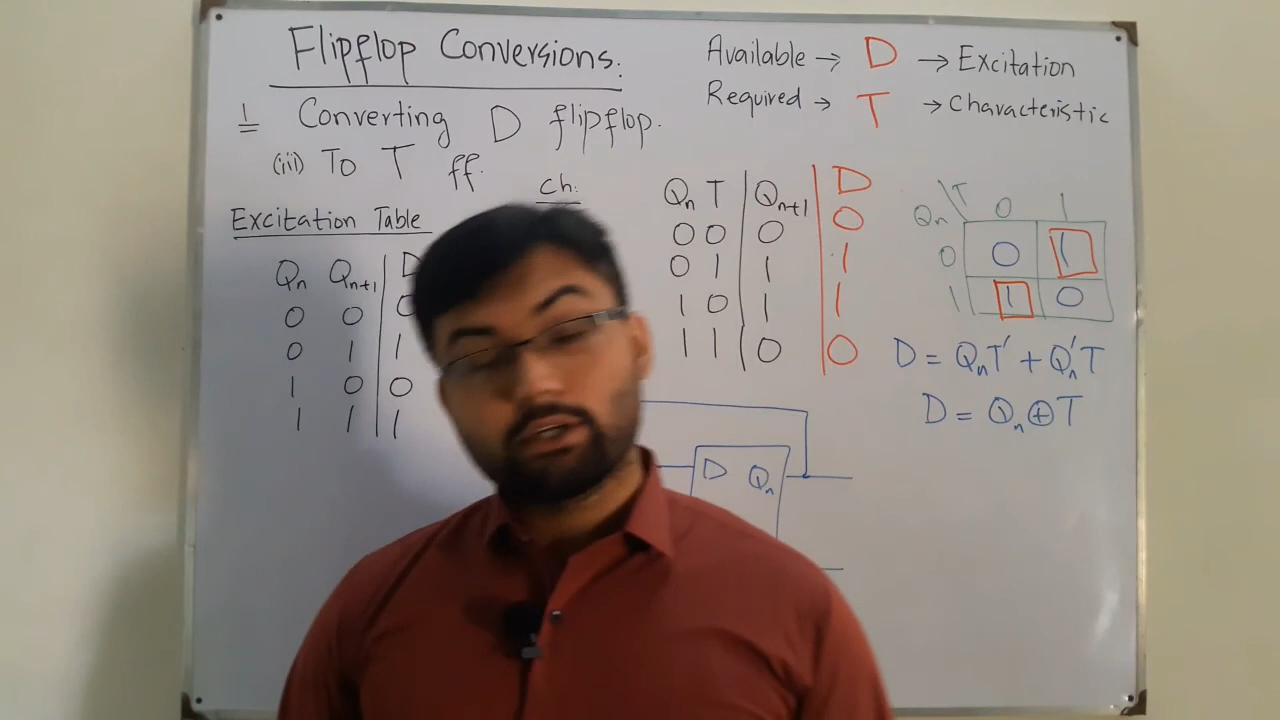 Flipflop Conversions.
1 Converting D flipflop.
(iii) To T ff.
Available → D → Excitation
Required → T → Characteristic
Excitation Table
Qn Qn+1 D
0 0 0
0 1 1
1 0 0
1 1 1
Ch:
Qn T Qn+1 D
0 0 0 0
0 1 1 1
1 0 1 1
1 1 0 0
T
Qn 0 1
0 0 1
1 1 0
D = QnT' + Qn'T
D = Qn⊕T
D Qn